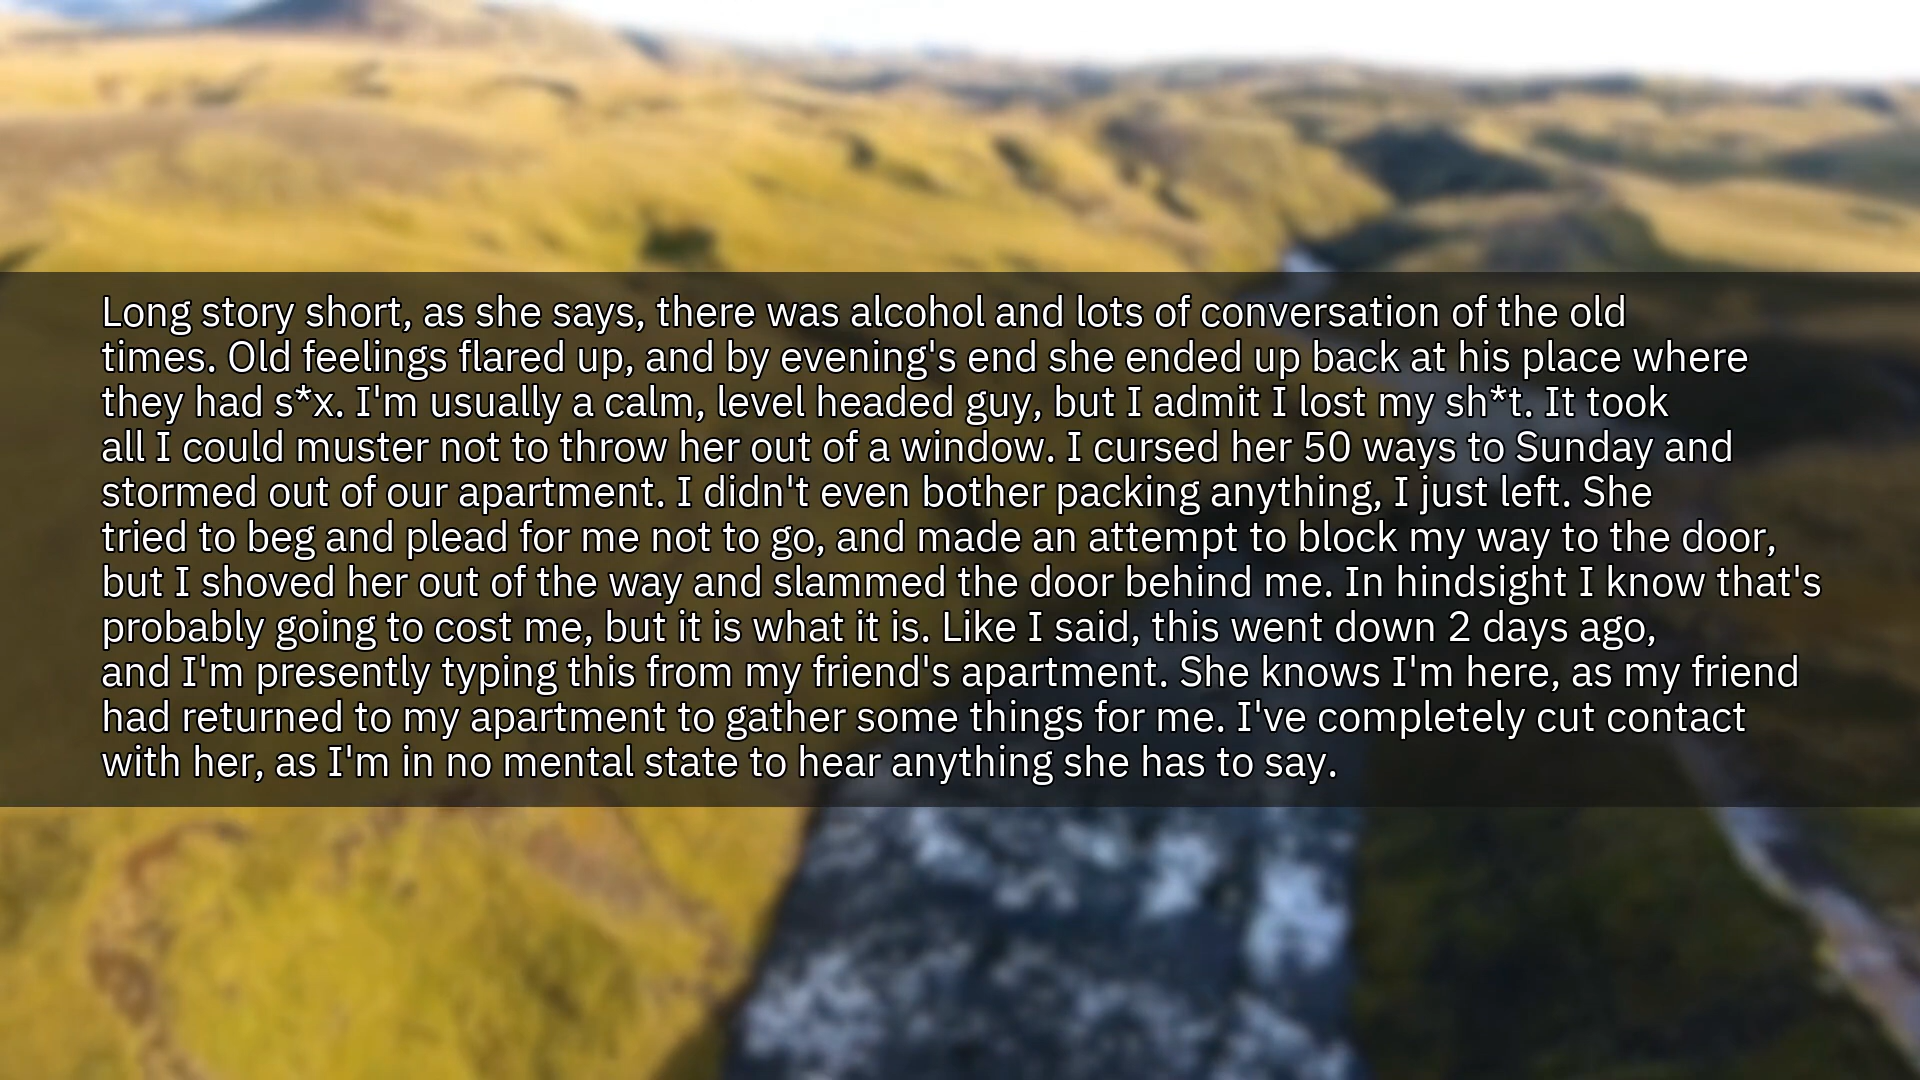 Long story short, as she says, there was alcohol and lots of conversation of the old
times. Old feelings flared up, and by evening's end she ended up back at his place where
they had s*x. I'm usually a calm, level headed guy, but I admit I lost my sh*t. It took
all I could muster not to throw her out of a window. I cursed her 50 ways to Sunday and
stormed out of our apartment. I didn't even bother packing anything, I just left. She
tried to beg and plead for me not to go, and made an attempt to block my way to the door,
but I shoved her out of the way and slammed the door behind me. In hindsight I know that's
probably going to cost me, but it is what it is. Like I said, this went down 2 days ago,
and I'm presently typing this from my friend's apartment. She knows I'm here, as my friend
had returned to my apartment to gather some things for me. I've completely cut contact
with her, as I'm in no mental state to hear anything she has to say.